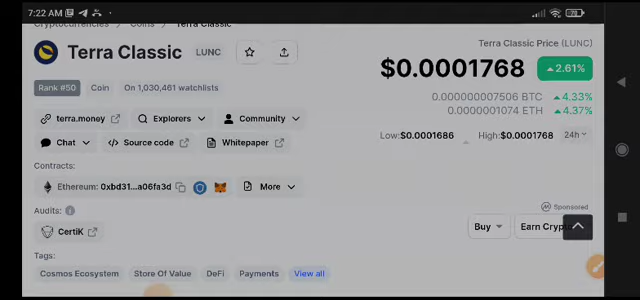 7:22 AM
Cryptocurrencies Coins Terra Classic
Terra Classic LUNC
Terra Classic Price (LUNC)
$0.0001768 2.61%
Rank #50 Coin On 1,030,461 watchlists
0.000000007506 BTC 4.33%
0.0000001074 ETH 4.37%
terra.money Explorers Community
Low:$0.0001686 High:$0.0001768 24h
Chat Source code Whitepaper
Contracts:
Ethereum: 0xbd31...a06fa3d More
Audits:
Sponsored
CertiK
Buy Earn Crypto
Tags:
Cosmos Ecosystem Store Of Value DeFi Payments View all